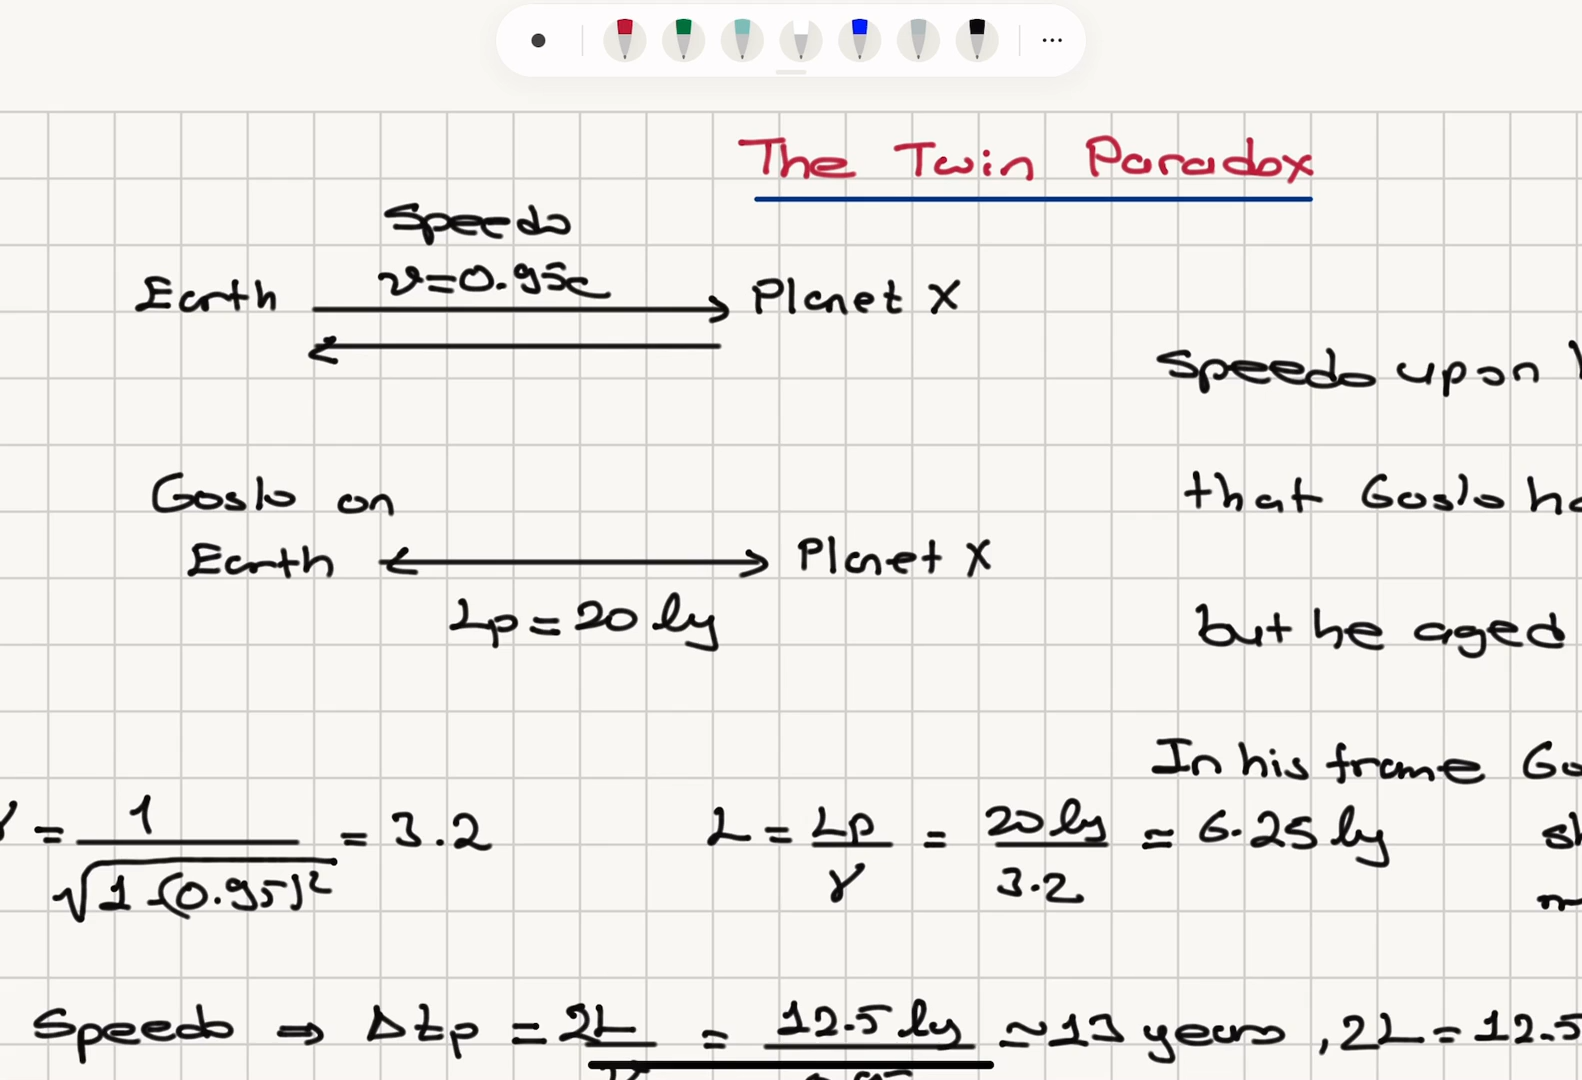 The Twin Paradox
Speedo
v=0.95c
Earth Planet X
Speedo upon
Goslo on
Earth Planet X
Lp = 20 ly
that Goslo
but he aged
In his frame
γ = 1/√(1-(0.95)² = 3.2
L = Lp/γ = 20 ly/3.2 = 6.25 ly
Speedo ⇒ Δtp = 2L = 12.5 ly ≈ 13 years, 2L = 12.5